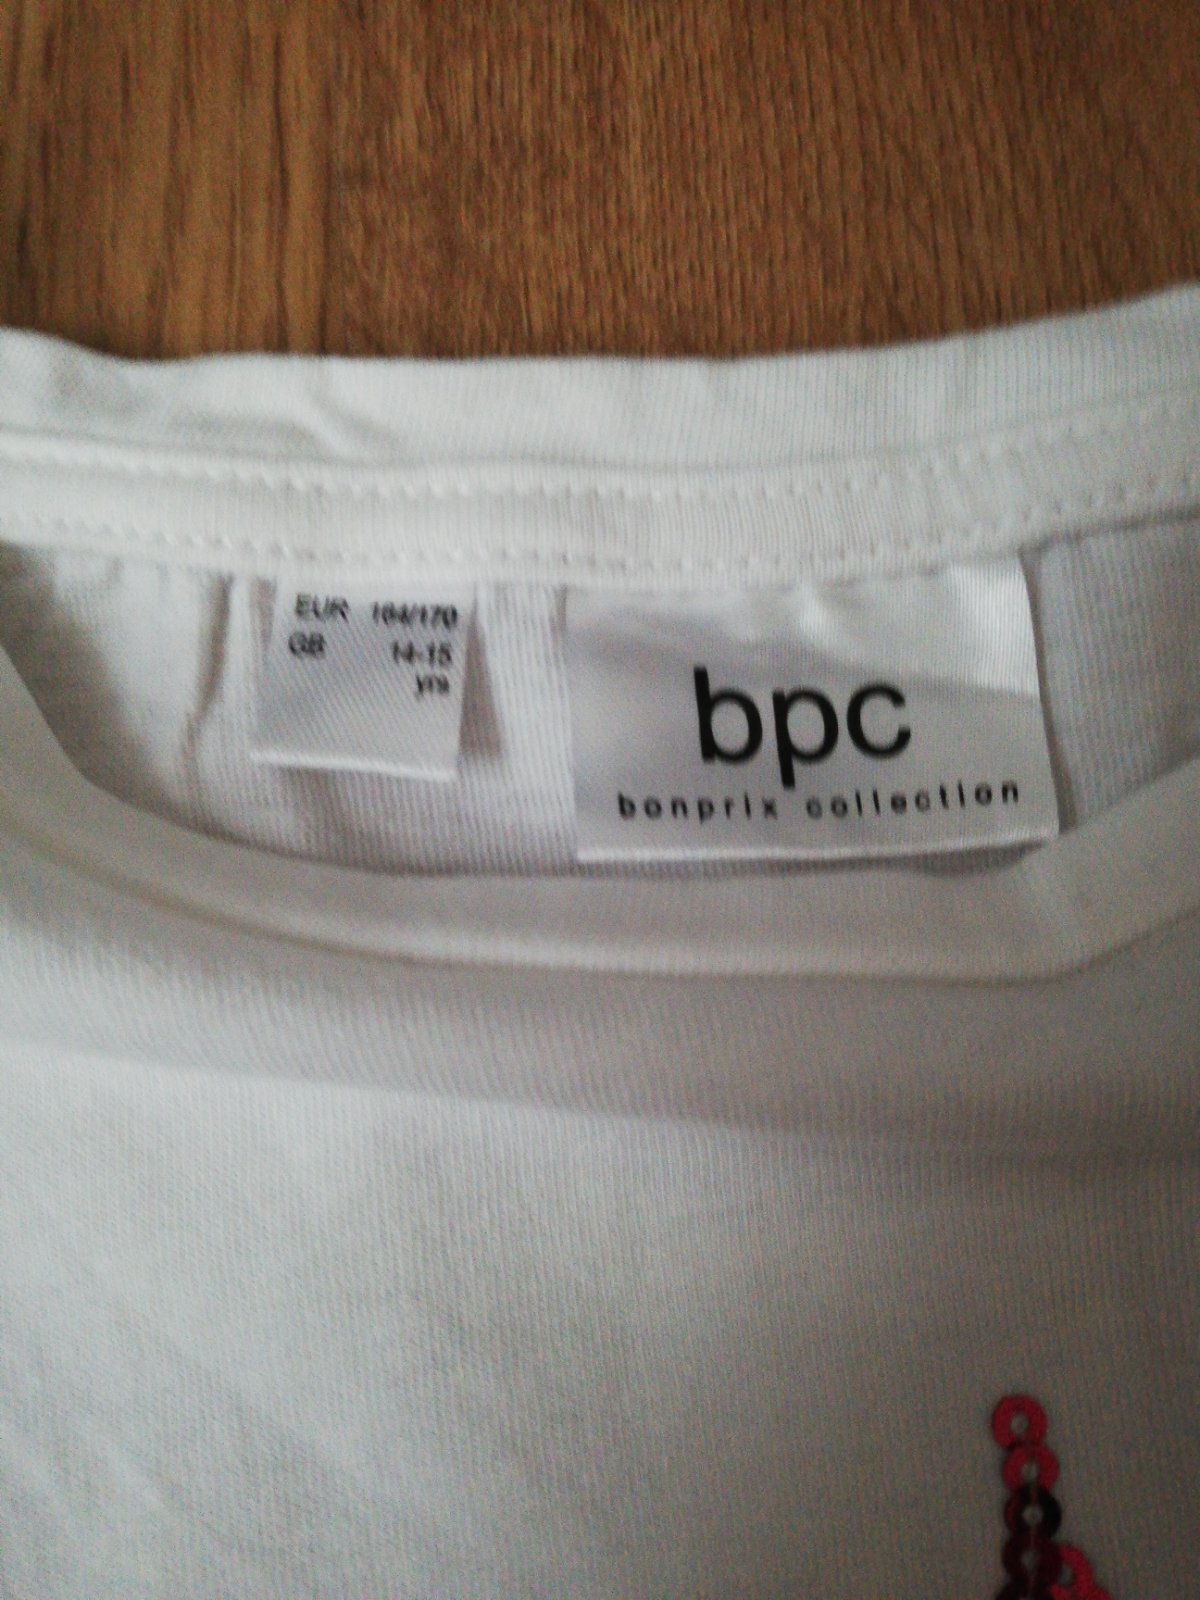 EUR 164/170
GB 14-15
yrs
bpc
bonprix collection